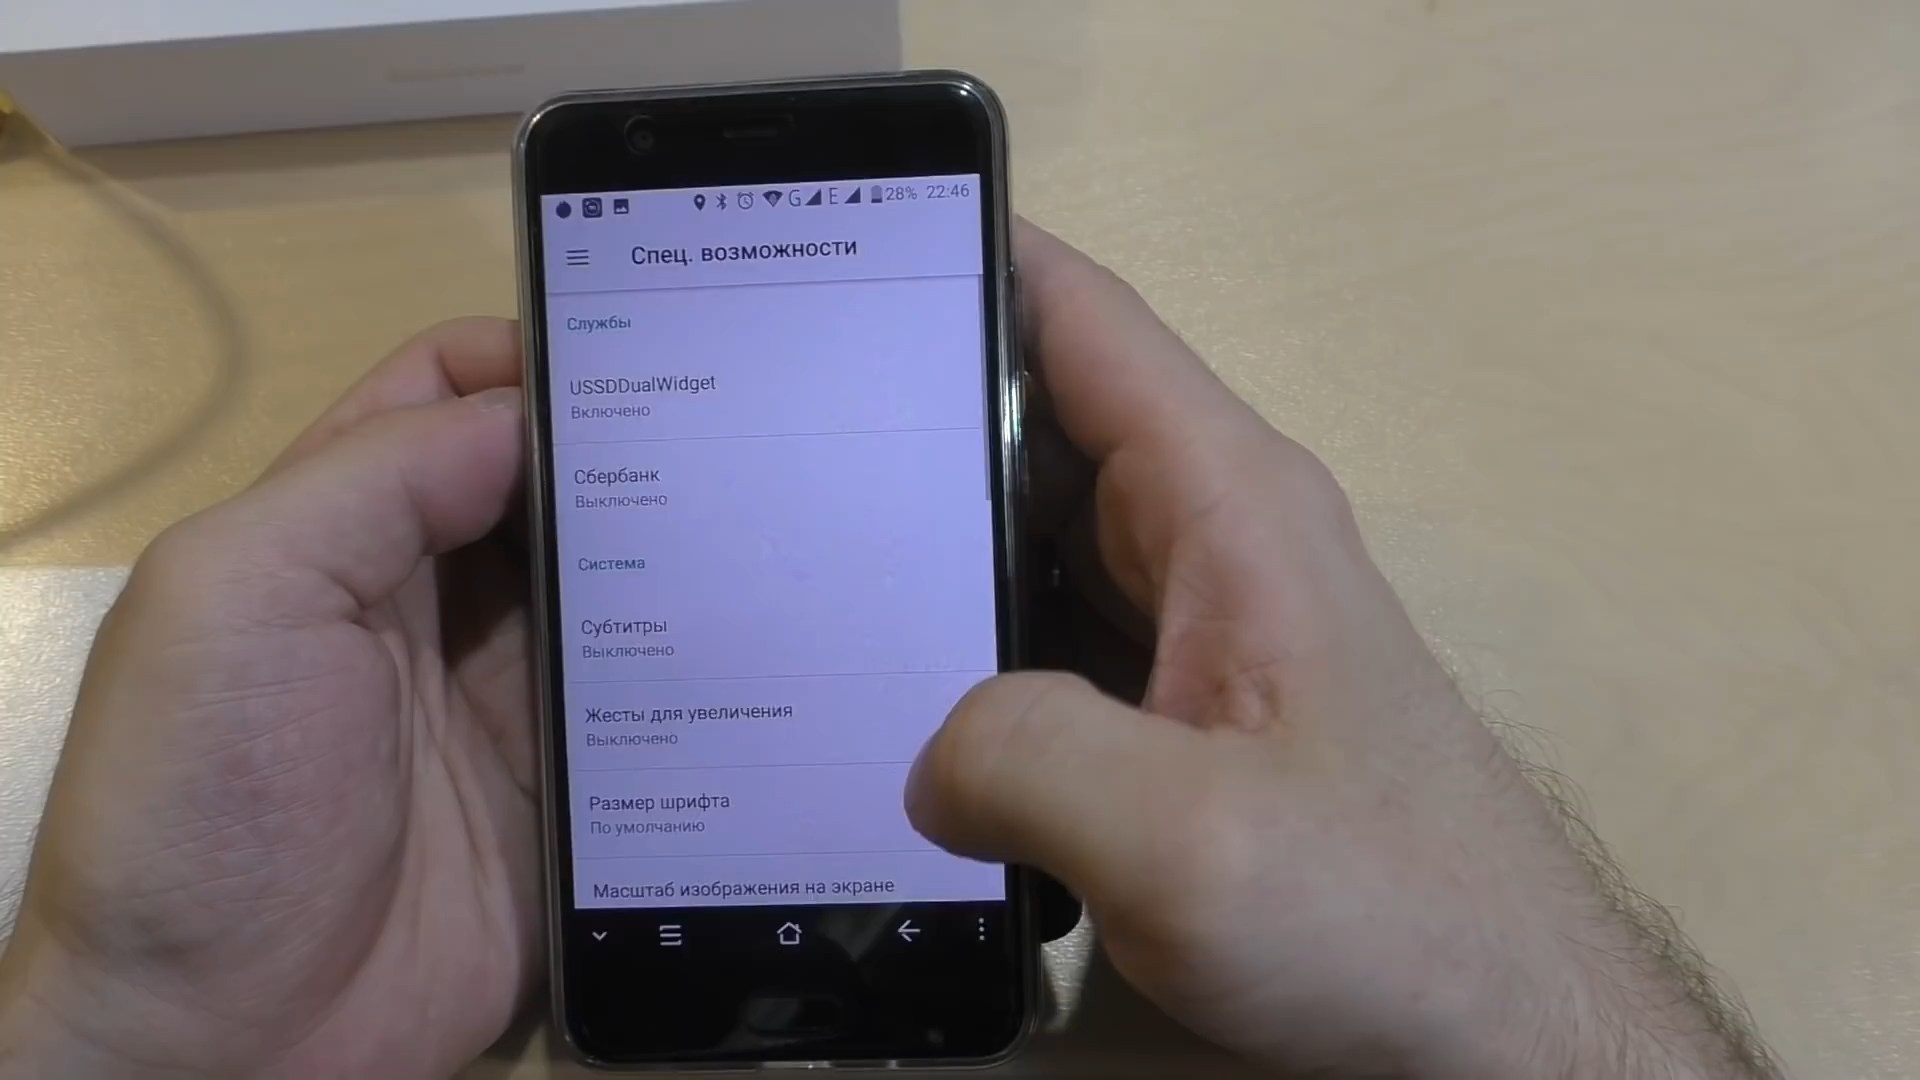 G E 28% 22:46
Спец. возможности
Службы
USSDDualWidget
Включено
Сбербанк
Выключено
Система
Субтитры
Выключено
Жесты для увеличения
Выключено
Размер шрифта
По умолчанию
Масштаб изображения на экране